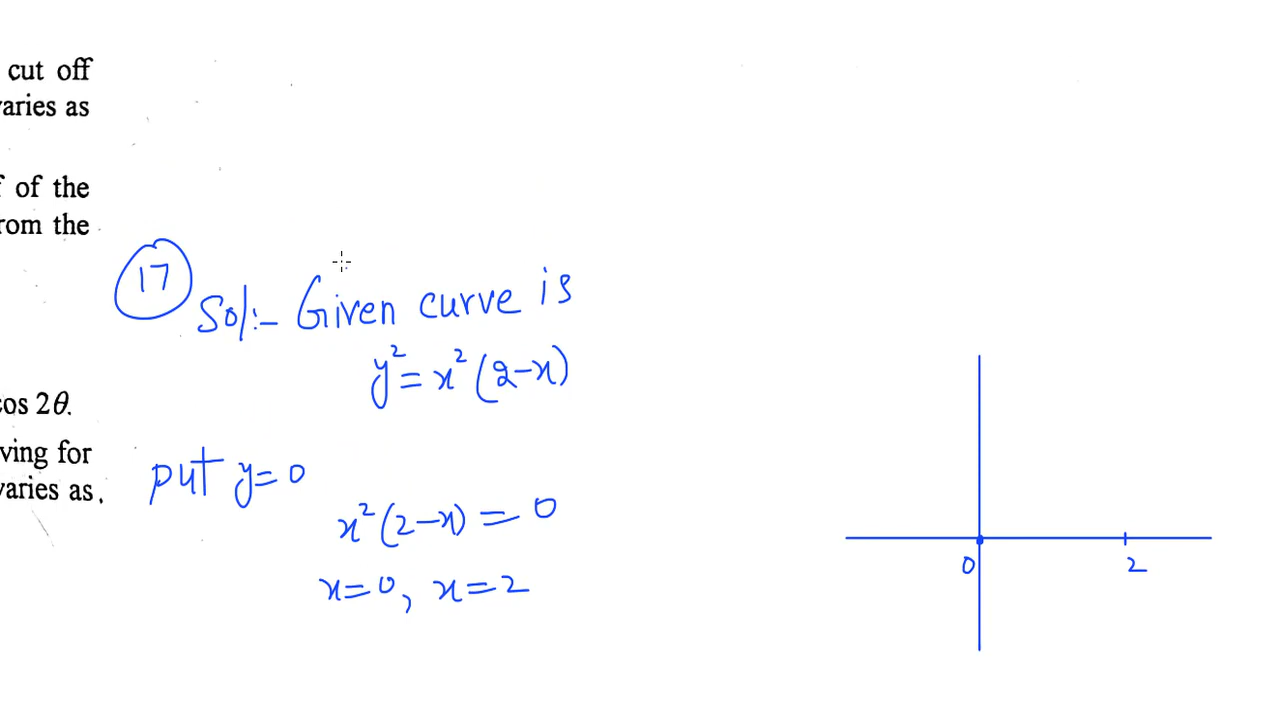 cut off
varies as
of the
rom the
17
Sol:- Given curve is
y² = x² (2-x)
cos 2θ.
ving for
varies as.
put y=0
x² (2-x) = 0
x=0, x=2
0 2